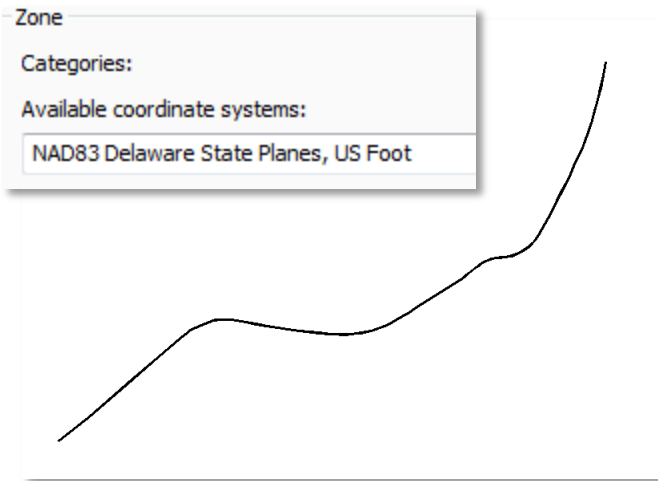 Zone
Categories:
Available coordinate systems:
NAD83 Delaware State Planes, US Foot